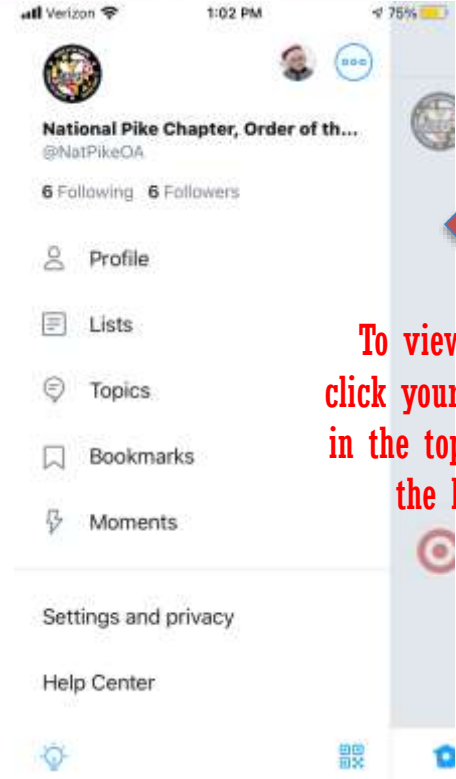 Verizon 1:02 PM 75%
National Pike Chapter, Order of th...
@NatPikeOA
6 Following 6 Followers
Profile
Lists
Topics
Bookmarks
Moments
To view
click your
in the top
the
Settings and privacy
Help Center